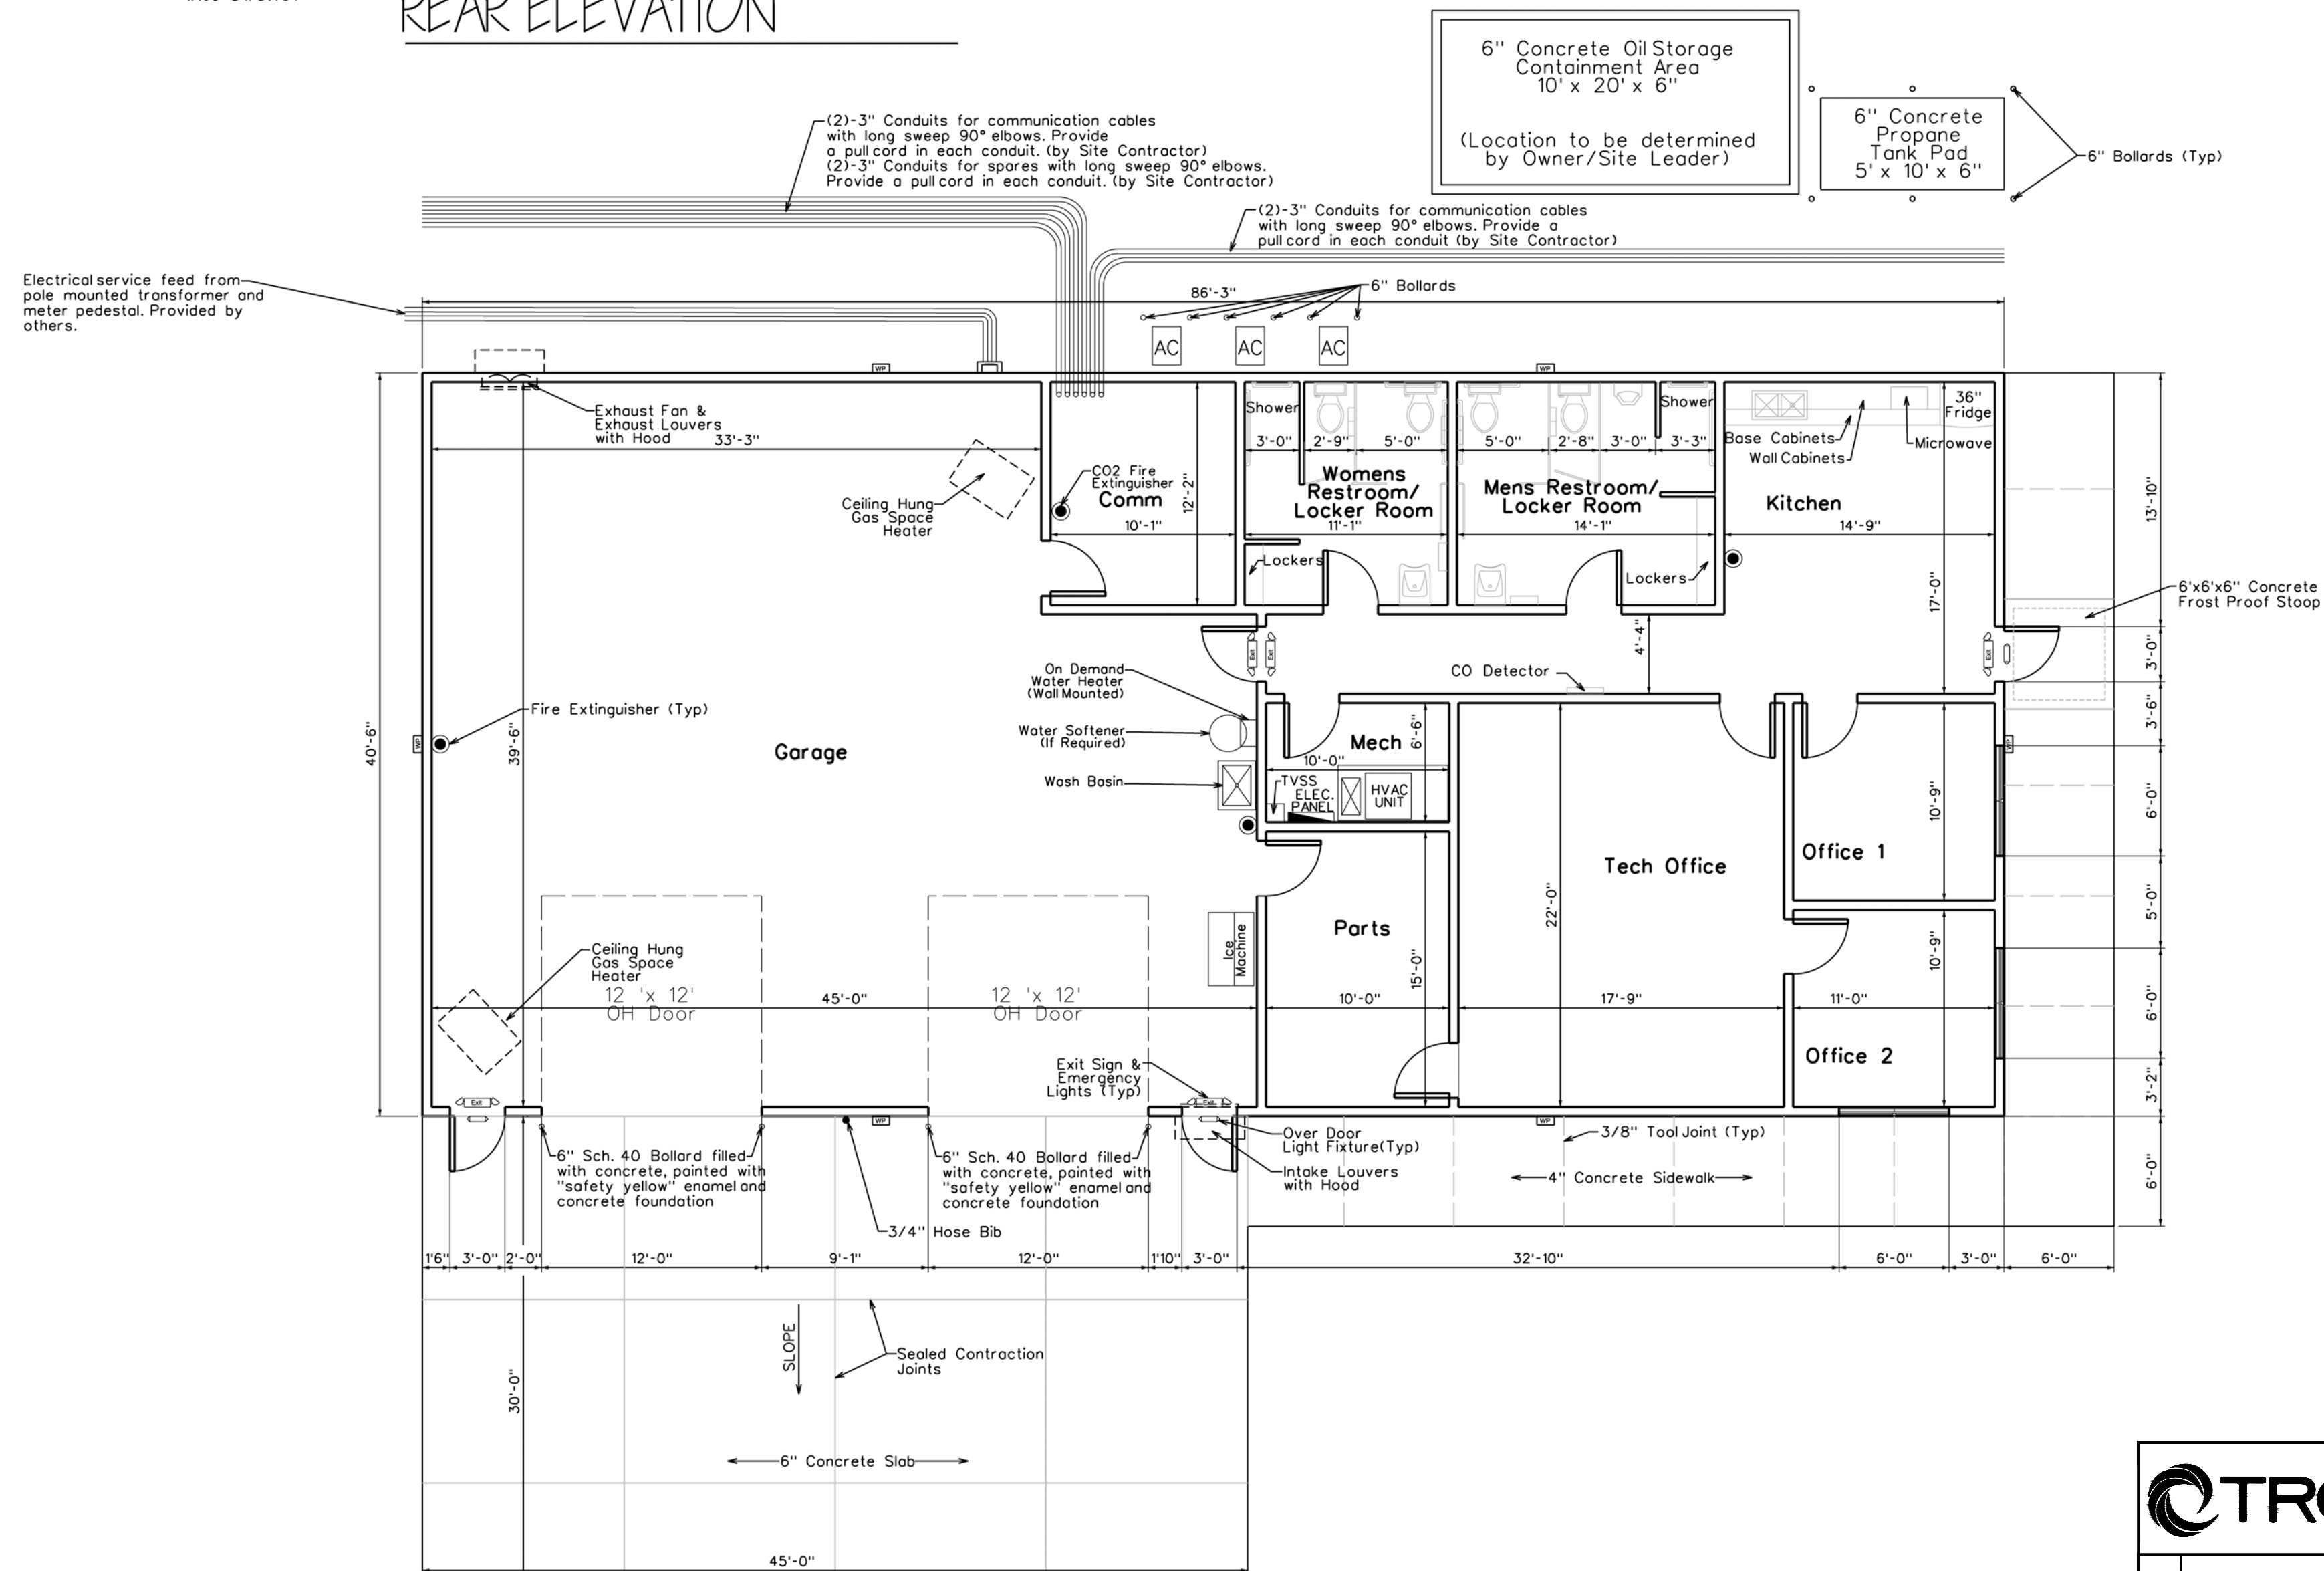 REAR ELEVATION
6" Concrete Oil Storage
Containment Area
10' x 20' x 6"
(Location to be determined
by Owner/Site Leader)
6" Concrete
Propane
Tank Pad
5' x 10' x 6"
6" Bollards (Typ)
(2)-3" Conduits for communication cables
with long sweep 90° elbows. Provide
a pull cord in each conduit. (by Site Contractor)
(2)-3" Conduits for spares with long sweep 90° elbows.
Provide a pull cord in each conduit. (by Site Contractor)
(2)-3" Conduits for communication cables
with long sweep 90° elbows. Provide a
pull cord in each conduit (by Site Contractor)
Electrical service feed from
pole mounted transformer and
meter pedestal. Provided by
others.
86'-3"
6" Bollards
AC
AC
AC
WP
WP
Exhaust Fan &
Exhaust Louvers
with Hood
33'-3"
Ceiling Hung
Gas Space
Heater
CO2 Fire
Extinguisher
Comm
12'-2"
10'-1"
Shower
3'-0"
2'-9"
5'-0"
Womens
Restroom/
Locker Room
11'-1"
Lockers
5'-0"
2'-8"
3'-0"
3'-3"
Shower
Mens Restroom/
Locker Room
14'-1"
Lockers
36"
Fridge
Base Cabinets
Microwave
Wall Cabinets
Kitchen
14'-9"
17'-0"
13'-10"
6'x6'x6" Concrete
Frost Proof Stoop
4'-4"
CO Detector
Exit
Exit
Exit
3'-0"
3'-6"
6'-0"
5'-0"
6'-0"
3'-2"
6'-0"
On Demand
Water Heater
(Wall Mounted)
Water Softener
(If Required)
Wash Basin
Fire Extinguisher (Typ)
WP
40'-6"
39'-6"
Garage
Mech
6'-6"
10'-0"
TVSS
ELEC.
PANEL
HVAC
UNIT
WP
10'-9"
Office 1
Tech Office
22'-0"
Parts
15'-0"
10'-0"
17'-9"
11'-0"
10'-9"
Office 2
Ice
Machine
Ceiling Hung
Gas Space
Heater
12 'x 12'
OH Door
45'-0"
12 'x 12'
OH Door
Exit Sign &
Emergency
Lights (Typ)
Exit
Exit
WP
WP
Over Door
Light Fixture(Typ)
Intake Louvers
with Hood
3/8" Tool Joint (Typ)
4" Concrete Sidewalk
6" Sch. 40 Bollard filled
with concrete, painted with
"safety yellow" enamel and
concrete foundation
6" Sch. 40 Bollard filled
with concrete, painted with
"safety yellow" enamel and
concrete foundation
3/4" Hose Bib
1'6"
3'-0"
2'-0"
12'-0"
9'-1"
12'-0"
1'10"
3'-0"
32'-10"
6'-0"
3'-0"
6'-0"
SLOPE
Sealed Contraction
Joints
30'-0"
6" Concrete Slab
45'-0"